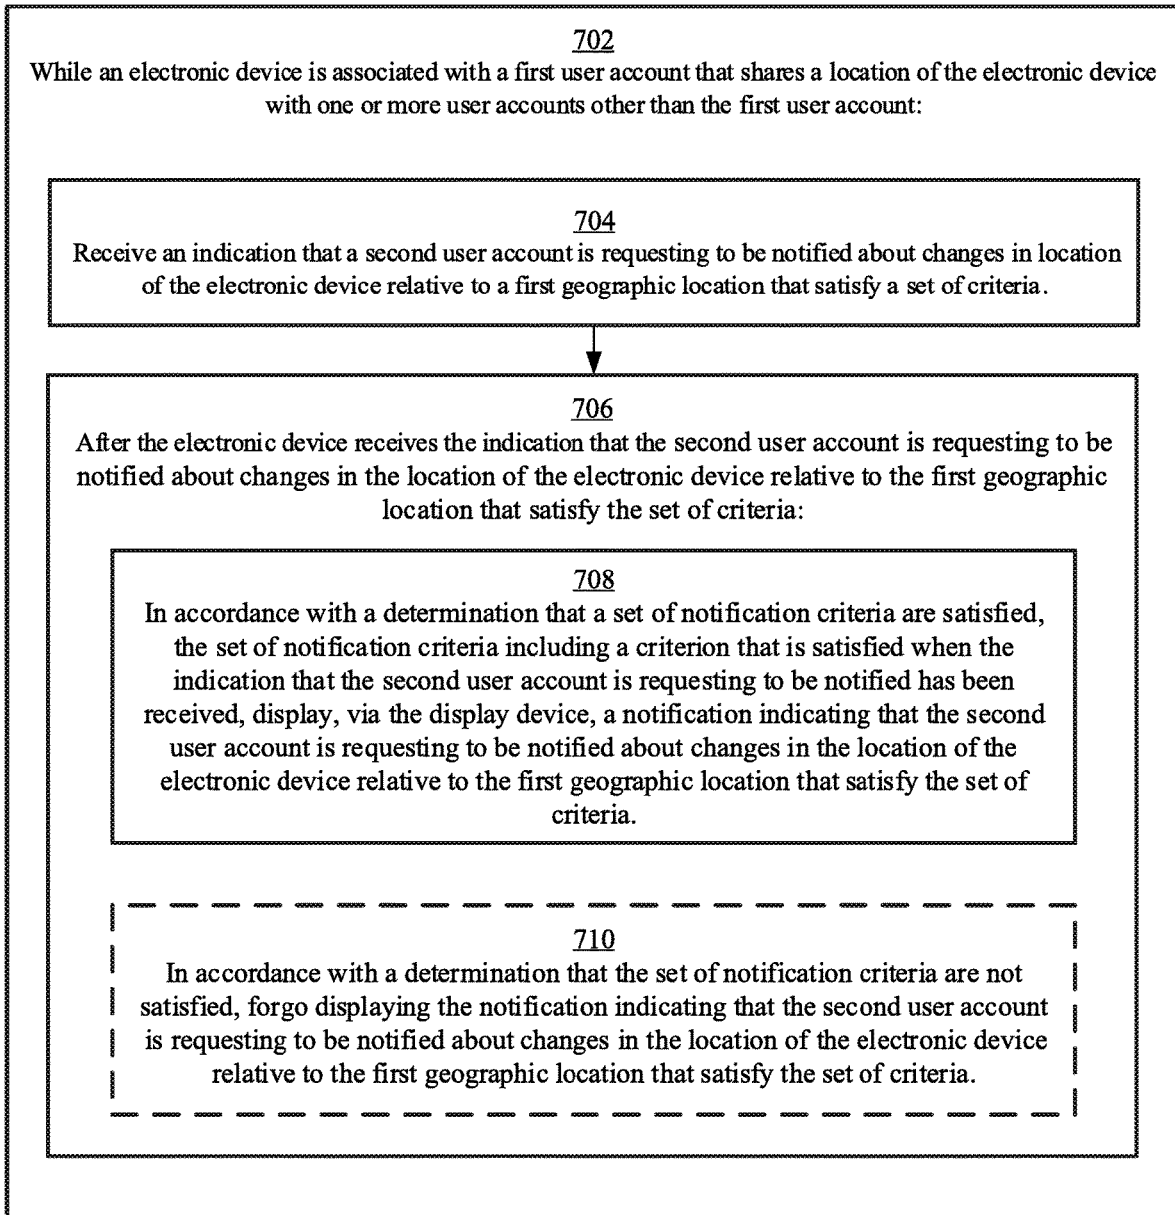 702
While an electronic device is associated with a first user account that shares a location of the electronic device
with one or more user accounts other than the first user account:
704
Receive an indication that a second user account is requesting to be notified about changes in location
of the electronic device relative to a first geographic location that satisfy a set of criteria.
706
After the electronic device receives the indication that the second user account is requesting to be
notified about changes in the location of the electronic device relative to the first geographic
location that satisfy the set of criteria:
708
In accordance with a determination that a set of notification criteria are satisfied,
the set of notification criteria including a criterion that is satisfied when the
indication that the second user account is requesting to be notified has been
received, display, via the display device, a notification indicating that the second
user account is requesting to be notified about changes in the location of the
electronic device relative to the first geographic location that satisfy the set of
criteria.
710
In accordance with a determination that the set of notification criteria are not
satisfied, forgo displaying the notification indicating that the second user account
is requesting to be notified about changes in the location of the electronic device
relative to the first geographic location that satisfy the set of criteria.